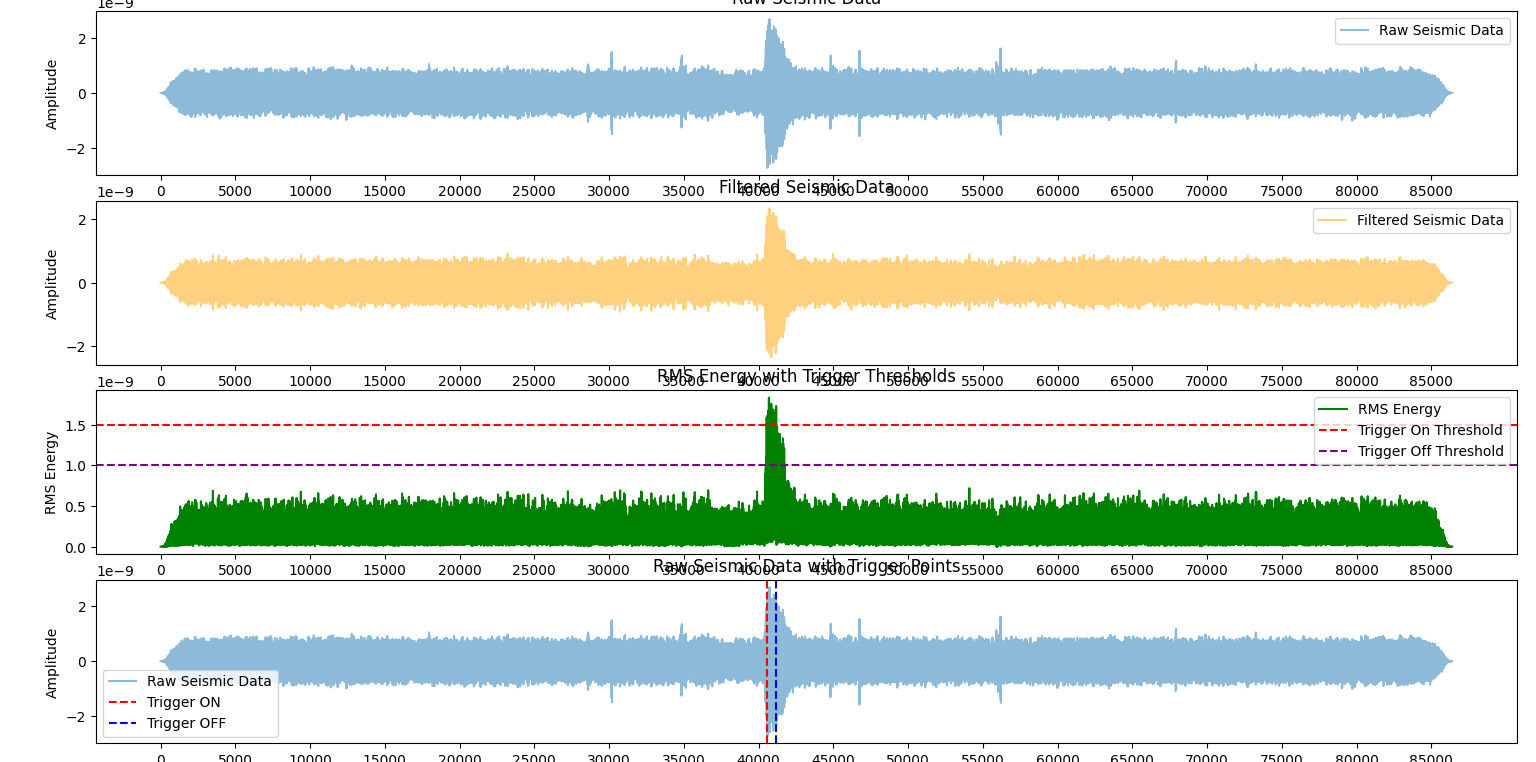 Raw Seismic Data
1e−9
Amplitude
2
0
−2
Raw Seismic Data
0 5000 10000 15000 20000 25000 30000 35000 40000 45000 50000 55000 60000 65000 70000 75000 80000 85000
Filtered Seismic Data
1e−9
Amplitude
2
0
−2
Filtered Seismic Data
0 5000 10000 15000 20000 25000 30000 35000 40000 45000 50000 55000 60000 65000 70000 75000 80000 85000
RMS Energy with Trigger Thresholds
1e−9
RMS Energy
1.5
1.0
0.5
0.0
RMS Energy
Trigger On Threshold
Trigger Off Threshold
0 5000 10000 15000 20000 25000 30000 35000 40000 45000 50000 55000 60000 65000 70000 75000 80000 85000
Raw Seismic Data with Trigger Points
1e−9
Amplitude
2
0
−2
Raw Seismic Data
Trigger ON
Trigger OFF
0 5000 10000 15000 20000 25000 30000 35000 40000 45000 50000 55000 60000 65000 70000 75000 80000 85000